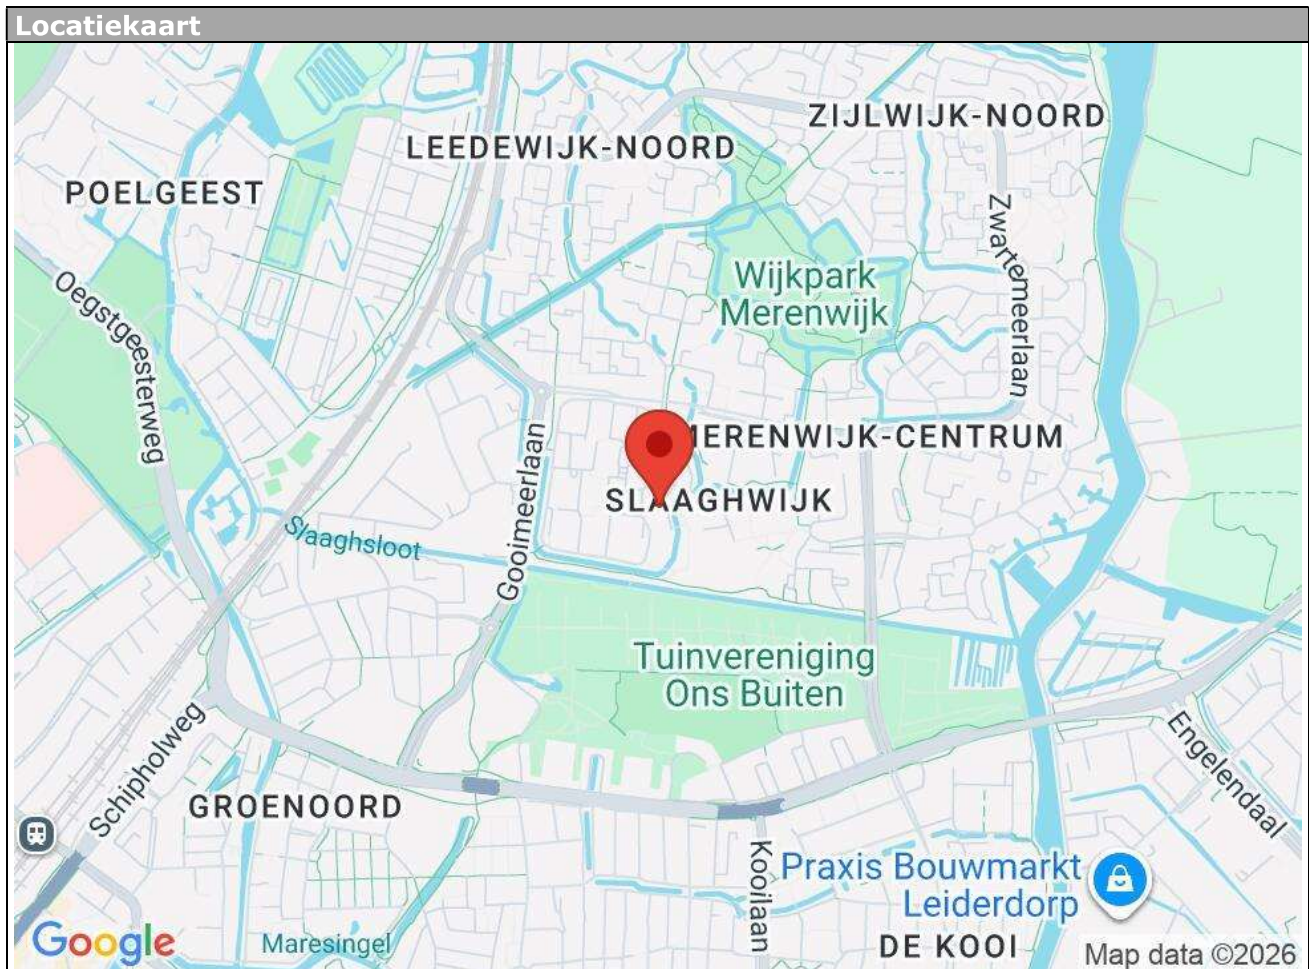 Locatiekaart
ZIJLWIJK-NOORD
LEEDEWIJK-NOORD
POELGEEST
Zwartemeerlaan
Wijkpark
Merenwijk
Oegstgeesterweg
MERENWIJK-CENTRUM
Gooimeerlaan
SLAAGHWIJK
Slaaghsloot
Tuinvereniging
Ons Buiten
Schipholweg
Engelendaal
GROENOORD
Kooilaan
Praxis Bouwmarkt
Leiderdorp
Google
Maresingel
DE KOOI
Map data ©2026